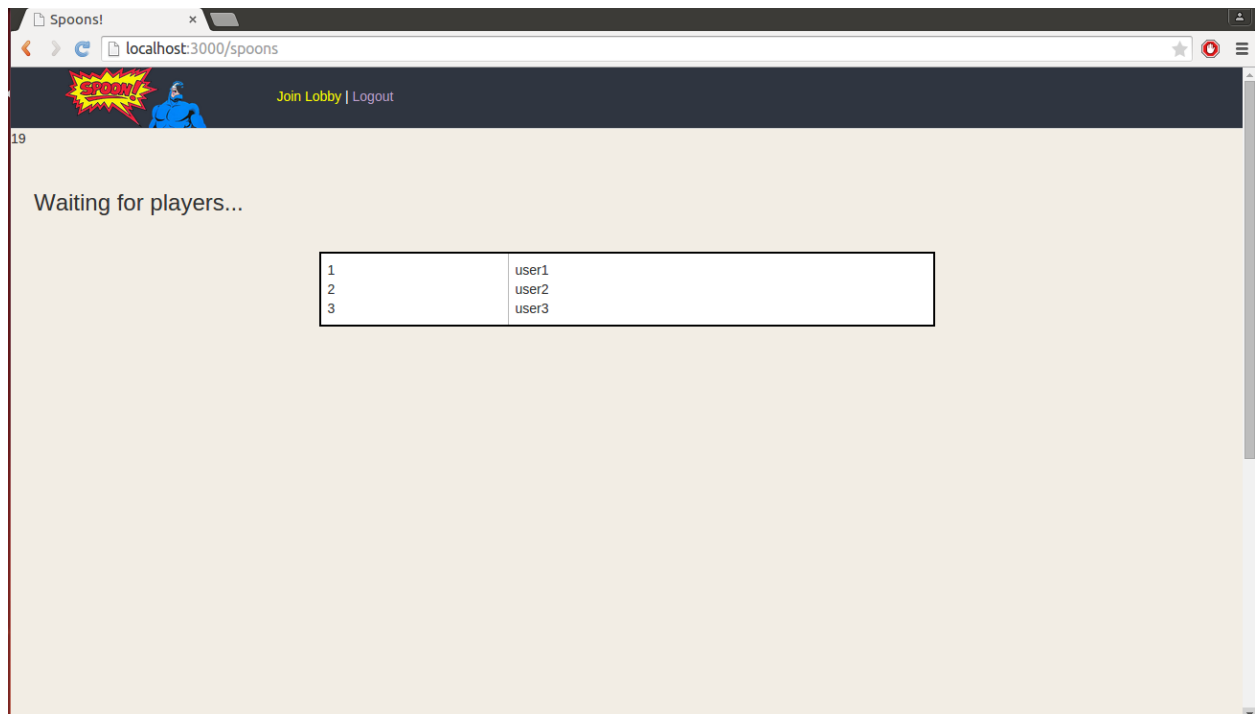 Spoons!
localhost:3000/spoons
SPOON!
Join Lobby | Logout
19
Waiting for players...
1 user1
2 user2
3 user3